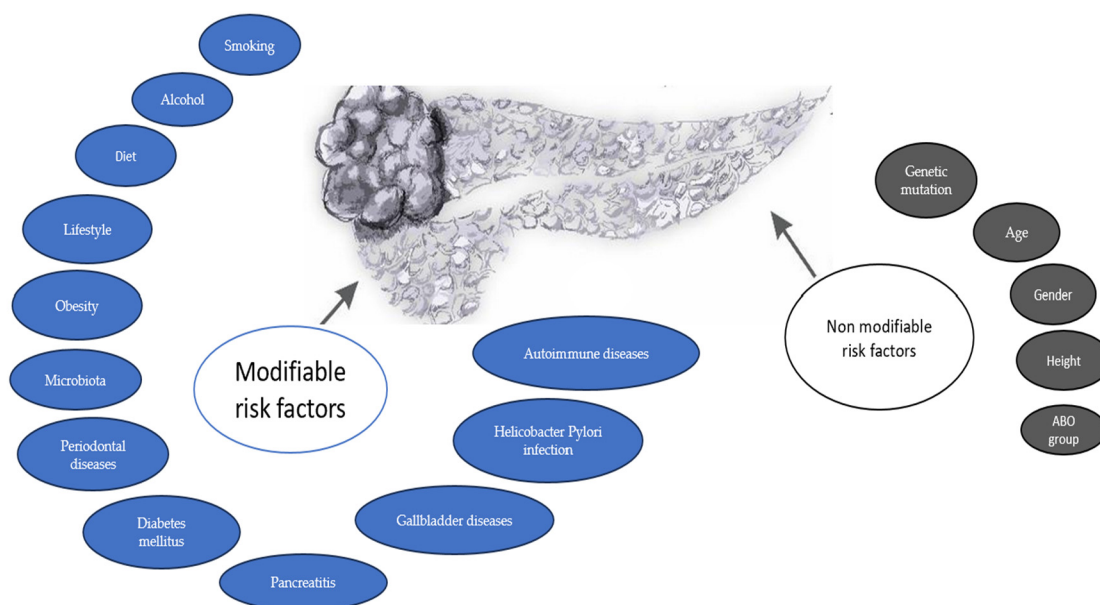 Smoking
Alcohol
Diet
Lifestyle
Obesity
Microbiota
Periodontal
diseases
Diabetes
mellitus
Pancreatitis
Gallbladder diseases
Helicobacter Pylori
infection
Autoimmune diseases
Modifiable
risk factors
Non modifiable
risk factors
Genetic
mutation
Age
Gender
Height
ABO
group